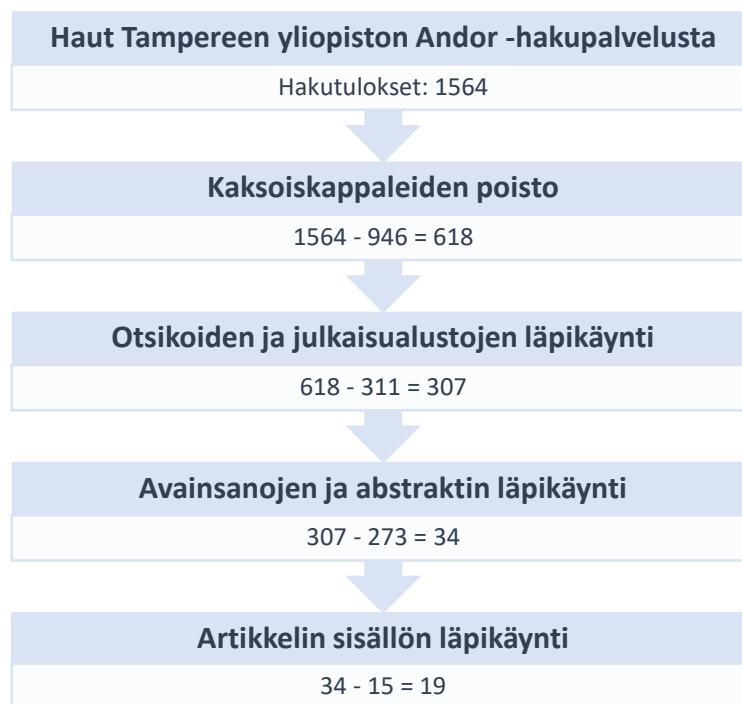 Haut Tampereen yliopiston Andor -hakupalvelusta
Hakutulokset: 1564
Kaksoiskappaleiden poisto
1564 - 946 = 618
Otsikoiden ja julkaisualustojen läpikäynti
618 - 311 = 307
Avainsanojen ja abstraktin läpikäynti
307 - 273 = 34
Artikkelin sisällön läpikäynti
34 - 15 = 19